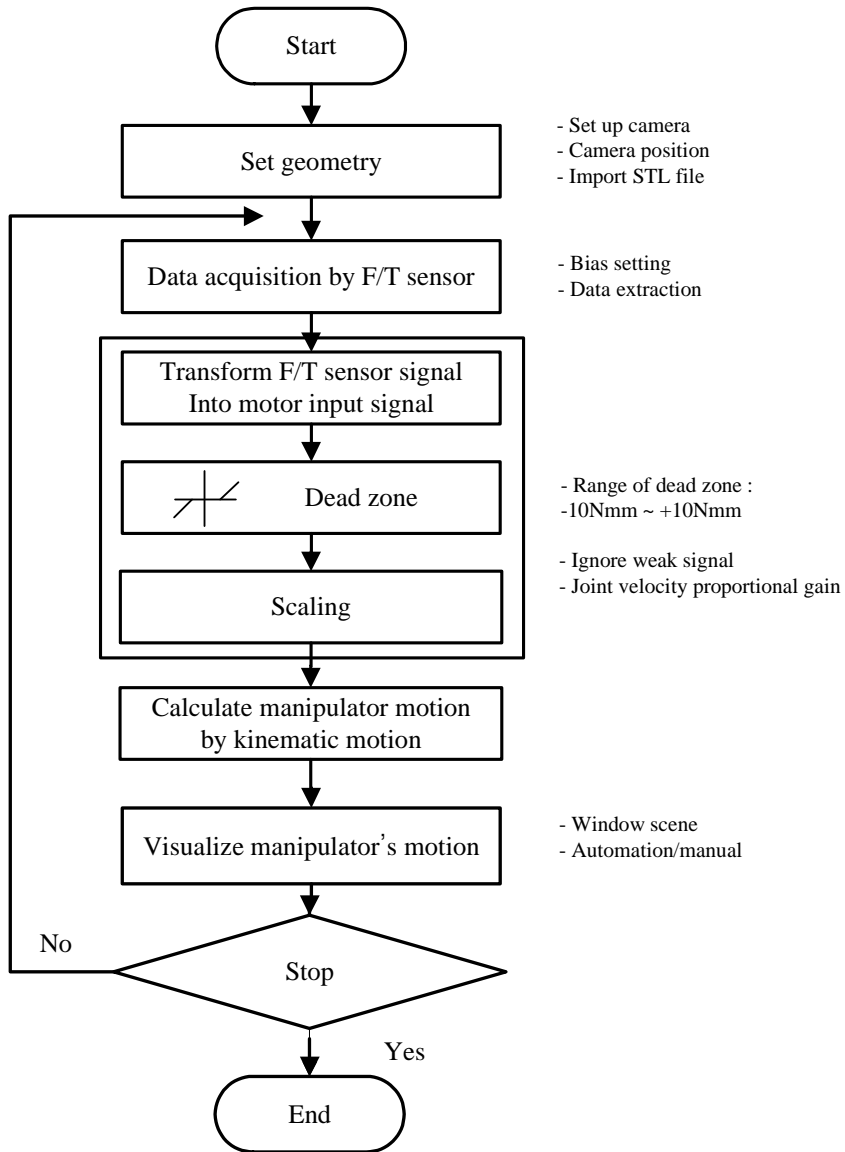 Start
Set geometry
- Set up camera
- Camera position
- Import STL file
Data acquisition by F/T sensor
- Bias setting
- Data extraction
Transform F/T sensor signal
Into motor input signal
Dead zone
- Range of dead zone :
-10Nmm ~ +10Nmm
Scaling
- Ignore weak signal
- Joint velocity proportional gain
Calculate manipulator motion
by kinematic motion
Visualize manipulator’s motion
- Window scene
- Automation/manual
No
Stop
Yes
End